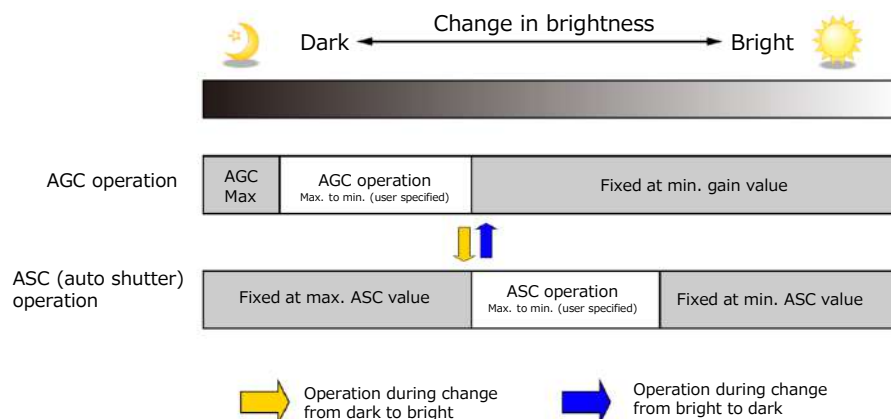 Change in brightness
Dark
Bright
AGC operation
AGC
Max
AGC operation
Max. to min. (user specified)
Fixed at min. gain value
ASC (auto shutter)
operation
Fixed at max. ASC value
ASC operation
Max. to min. (user specified)
Fixed at min. ASC value
Operation during change
from dark to bright
Operation during change
from bright to dark